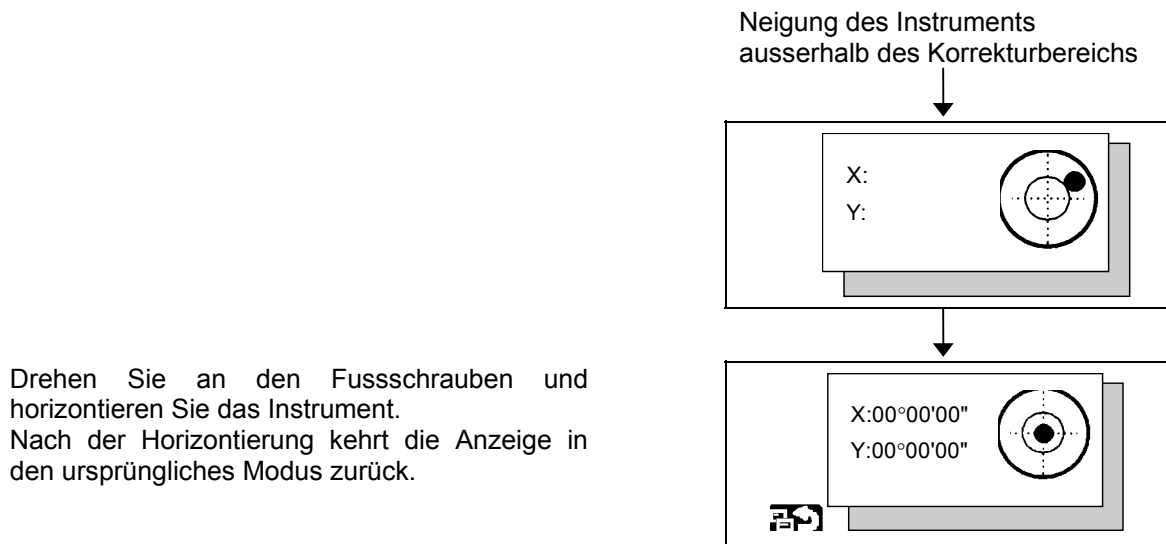 Neigung des Instruments
ausserhalb des Korrekturbereichs
X:
Y:
Drehen Sie an den Fussschrauben und
horizontieren Sie das Instrument.
Nach der Horizontierung kehrt die Anzeige in
den ursprüngliches Modus zurück.
X:00°00'00"
Y:00°00'00"